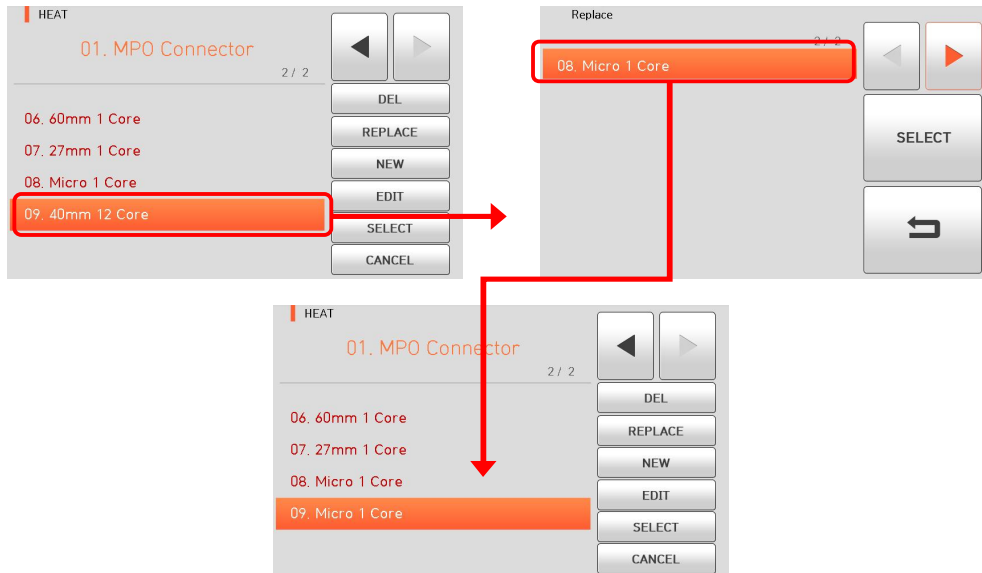 HEAT
01. MPO Connector
2 / 2
06. 60mm 1 Core
07. 27mm 1 Core
08. Micro 1 Core
09. 40mm 12 Core
DEL
REPLACE
NEW
EDIT
SELECT
CANCEL
Replace
2 / 2
08. Micro 1 Core
SELECT
HEAT
01. MPO Connector
2 / 2
06. 60mm 1 Core
07. 27mm 1 Core
08. Micro 1 Core
09. Micro 1 Core
DEL
REPLACE
NEW
EDIT
SELECT
CANCEL